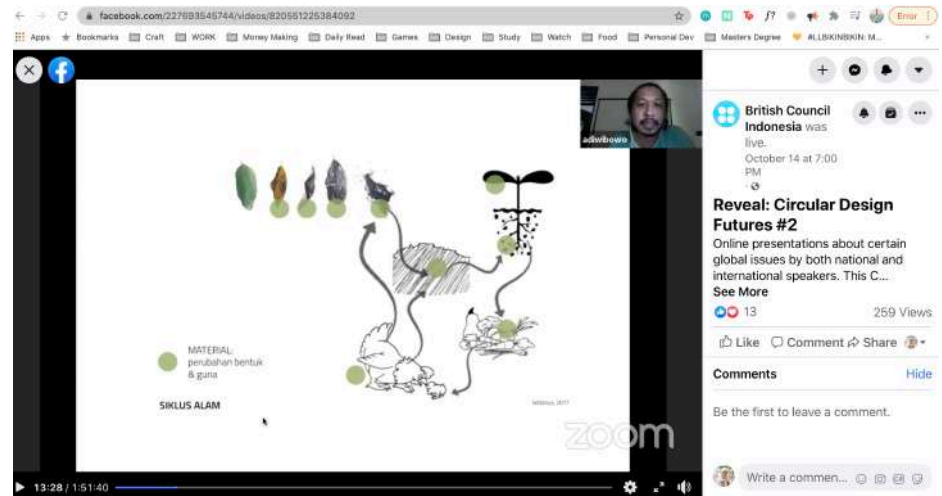 facebook.com/227693545744/videos/820551225384092
Error
Apps Bookmarks Craft WORK Money Making Daily Read Games Design Study Watch Food Personal Dev Masters Degree #LLBIKINBIKIN: M...
adiwibowo
MATERIAL:
perubahan bentuk
& guna
SIKLUS ALAM
zoom
13:28 / 1:51:40
British Council
Indonesia was
live.
October 14 at 7:00
PM
Reveal: Circular Design
Futures #2
Online presentations about certain
global issues by both national and
international speakers. This C...
See More
13
259 Views
Like Comment Share
Comments
Hide
Be the first to leave a comment.
Write a commen...